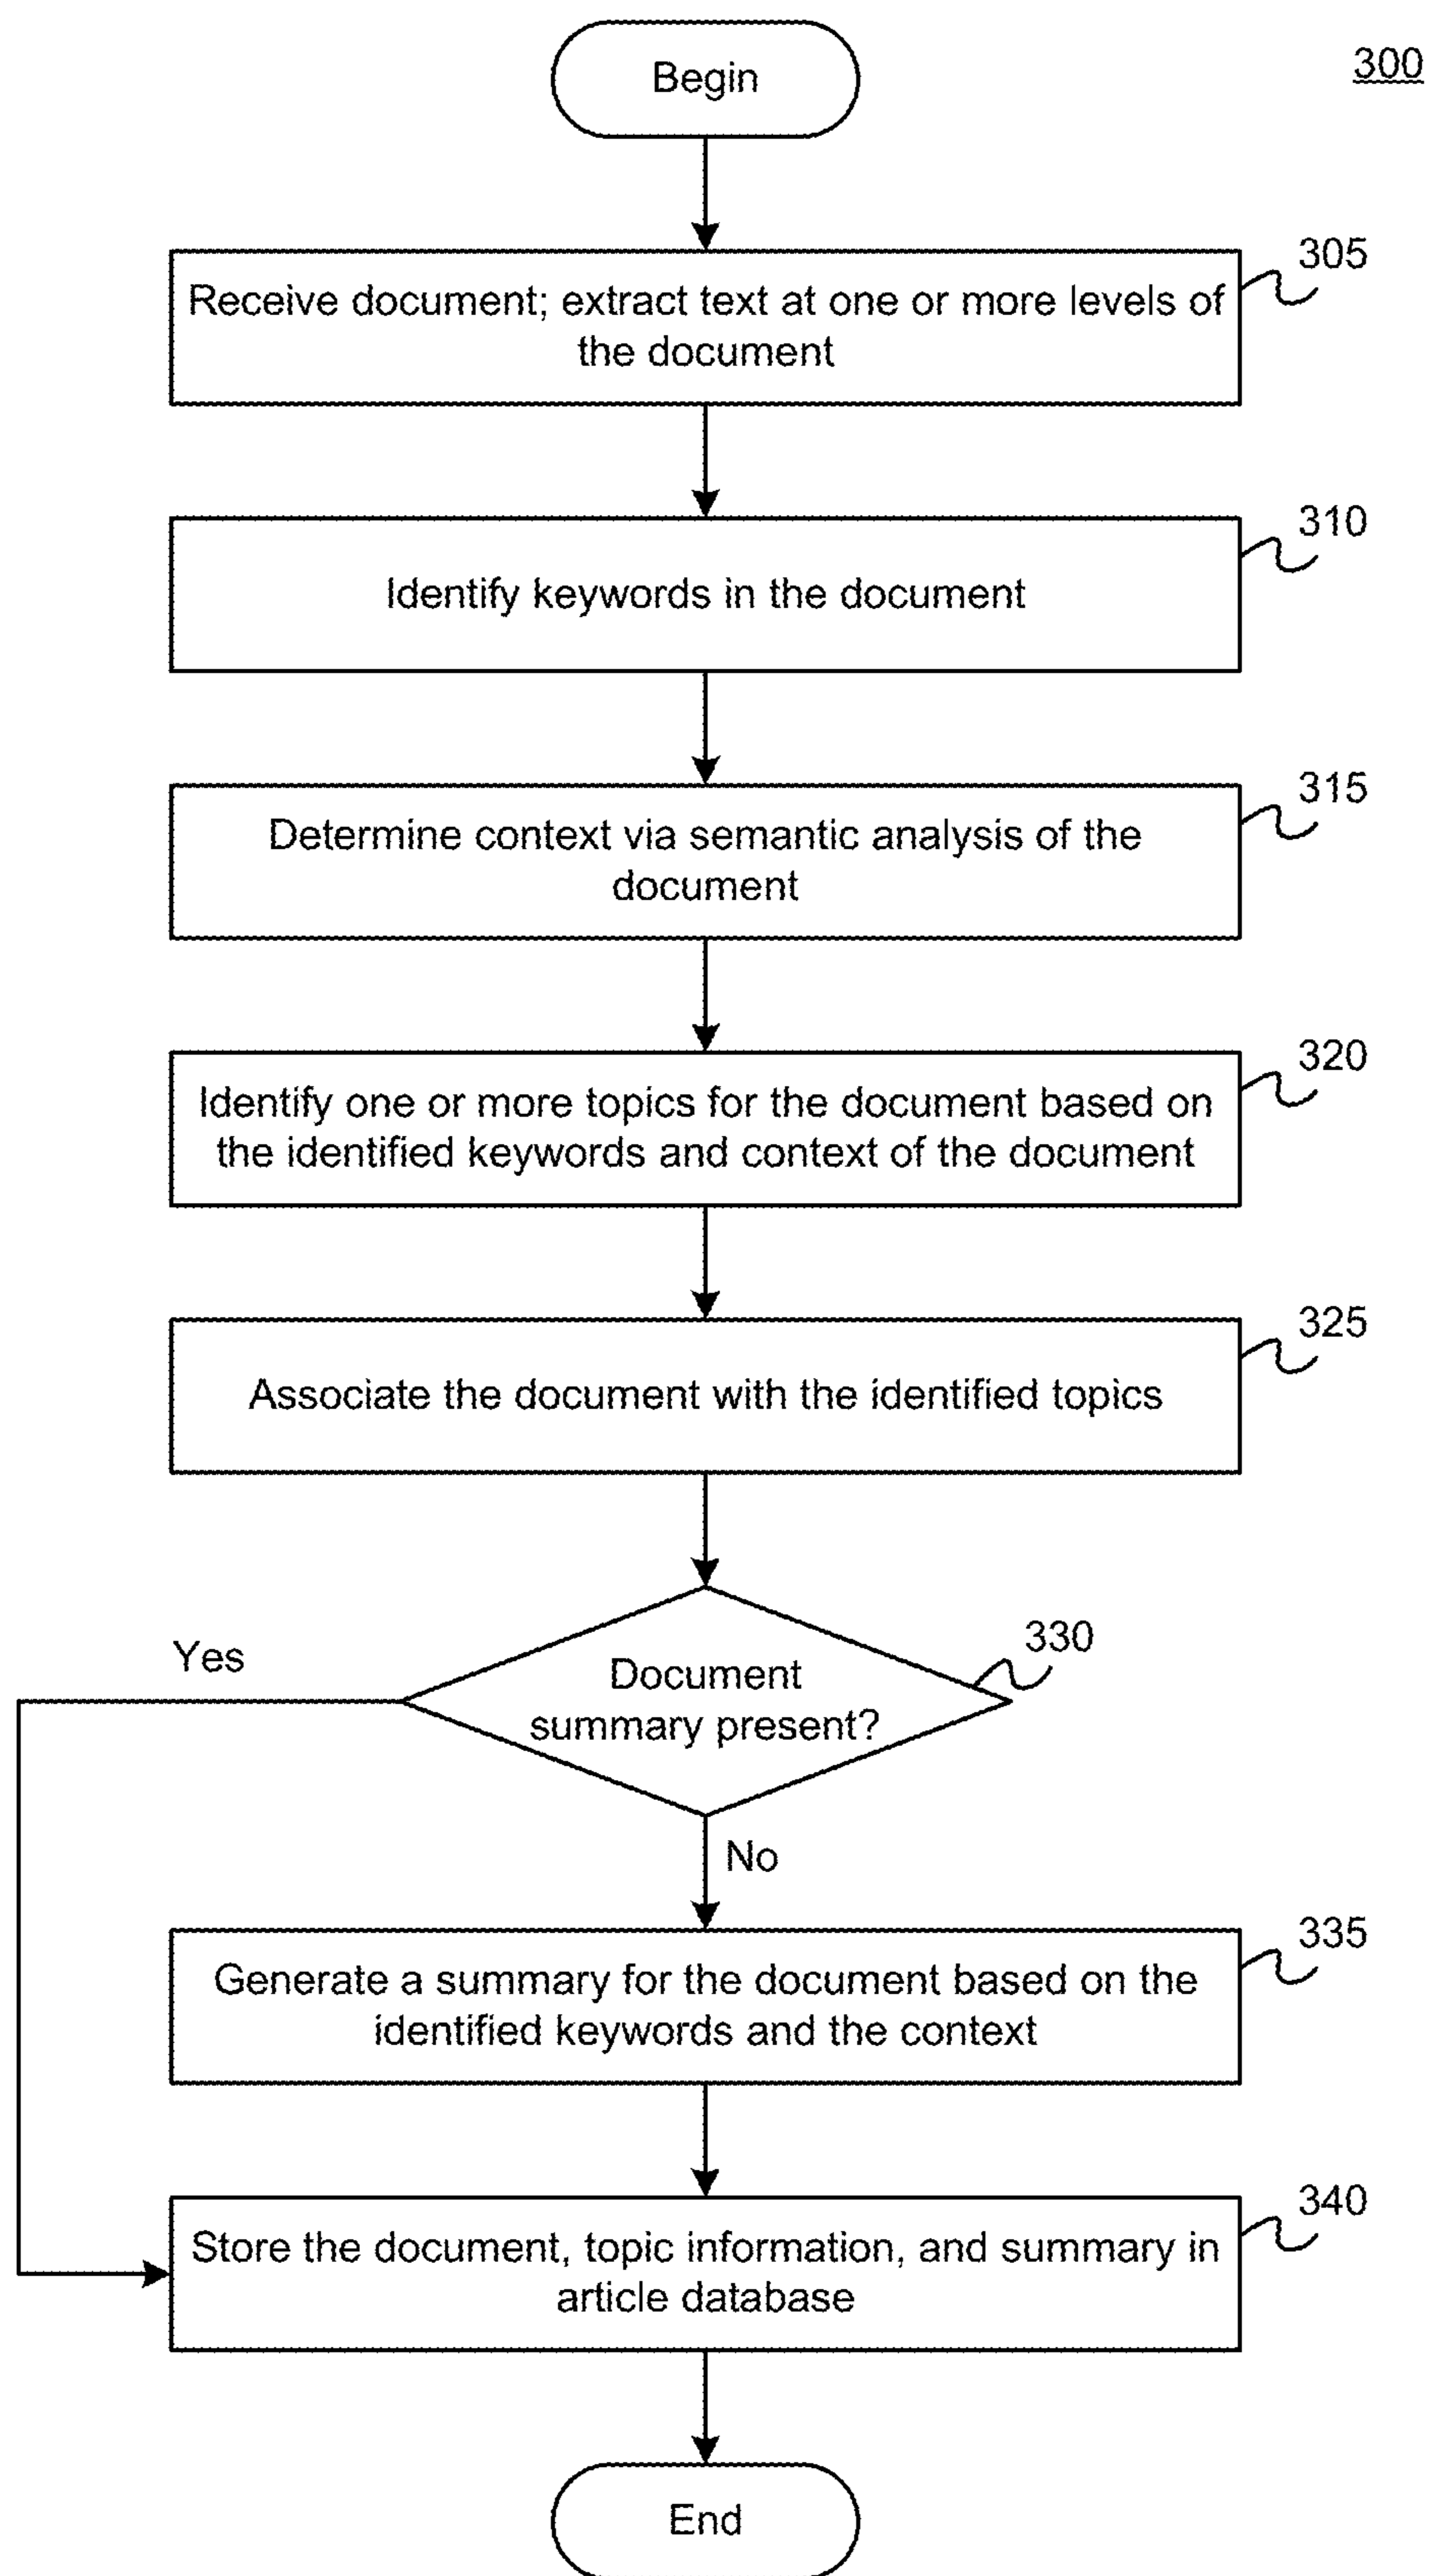 Begin
300
305
Receive document; extract text at one or more levels of
the document
310
Identify keywords in the document
315
Determine context via semantic analysis of the
document
320
Identify one or more topics for the document based on
the identified keywords and context of the document
325
Associate the document with the identified topics
330
Yes
Document
summary present?
No
335
Generate a summary for the document based on the
identified keywords and the context
340
Store the document, topic information, and summary in
article database
End